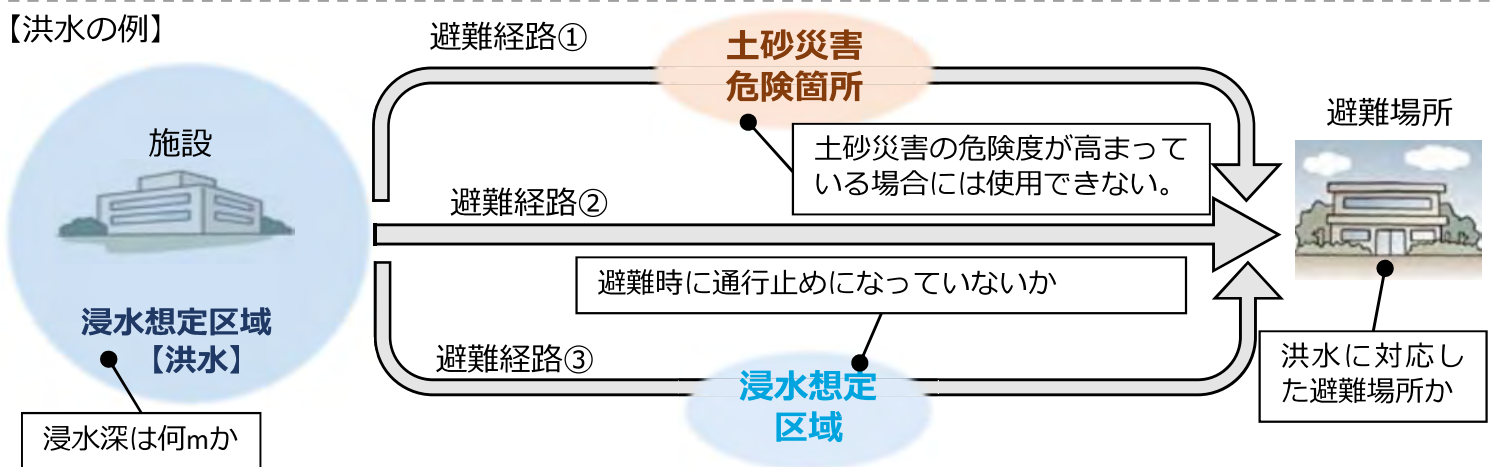 【洪水の例】
避難経路①
土砂災害
危険箇所
避難場所
施設
土砂災害の危険度が高まって
いる場合には使用できない。
避難経路②
避難時に通行止めになっていないか
浸水想定区域
【洪水】
避難経路③
浸水想定
区域
洪水に対応し
た避難場所か
浸水深は何mか